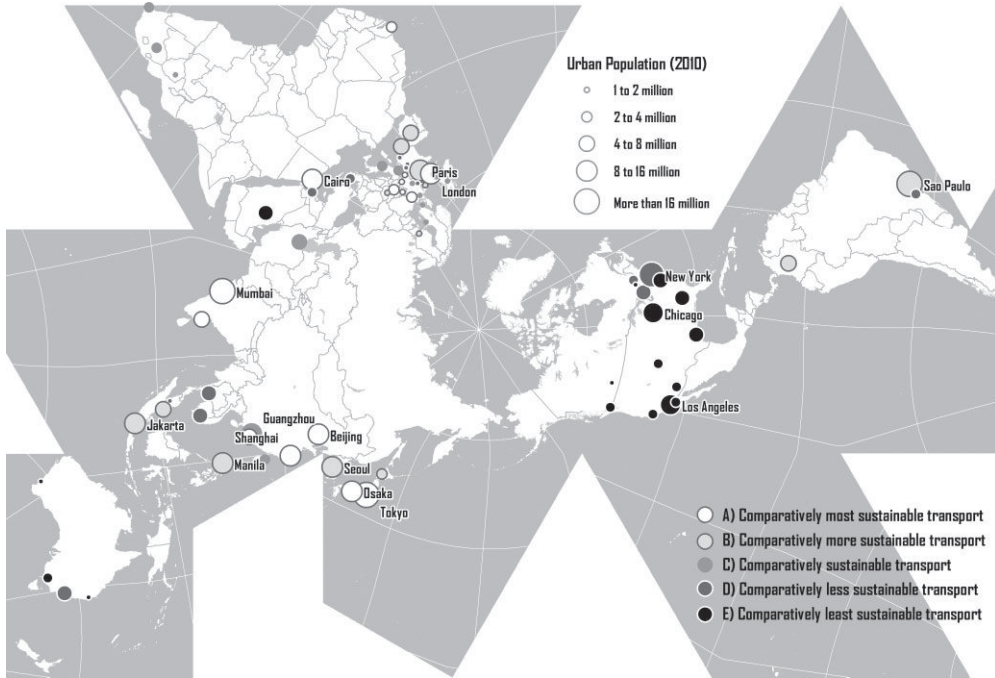 Urban Population (2010)
1 to 2 million
2 to 4 million
4 to 8 million
8 to 16 million
More than 16 million
Paris
London
Cairo
Sao Paulo
Mumbai
New York
Chicago
Los Angeles
Guangzhou
Shanghai
Beijing
Jakarta
Manila
Seoul
Osaka
Tokyo
A) Comparatively most sustainable transport
B) Comparatively more sustainable transport
C) Comparatively sustainable transport
D) Comparatively less sustainable transport
E) Comparatively least sustainable transport